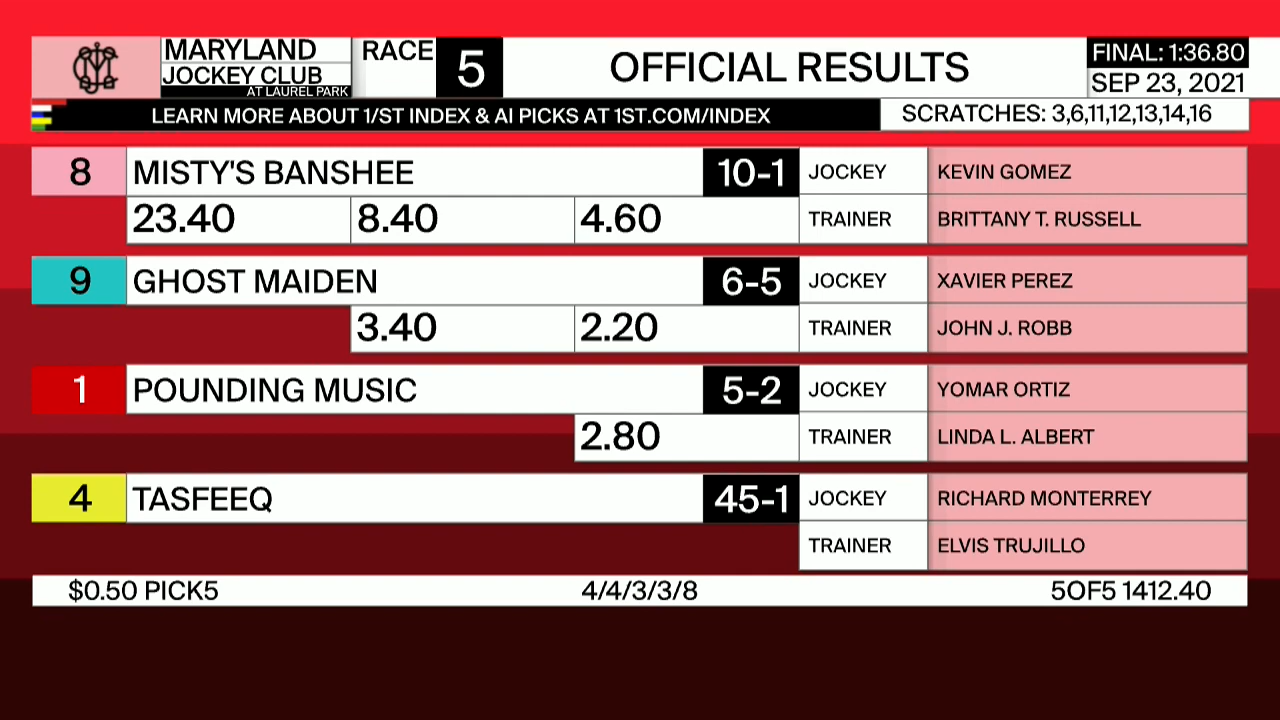 MARYLAND
JOCKEY CLUB
AT LAUREL PARK
RACE 5
OFFICIAL RESULTS
FINAL: 1:36.80
SEP 23, 2021
LEARN MORE ABOUT 1/ST INDEX & AI PICKS AT 1ST.COM/INDEX
SCRATCHES: 3,6,11,12,13,14,16
8 MISTY'S BANSHEE 10-1 JOCKEY KEVIN GOMEZ
23.40 8.40 4.60 TRAINER BRITTANY T. RUSSELL
9 GHOST MAIDEN 6-5 JOCKEY XAVIER PEREZ
3.40 2.20 TRAINER JOHN J. ROBB
1 POUNDING MUSIC 5-2 JOCKEY YOMAR ORTIZ
2.80 TRAINER LINDA L. ALBERT
4 TASFEEQ 45-1 JOCKEY RICHARD MONTERREY
TRAINER ELVIS TRUJILLO
$0.50 PICK5 4/4/3/3/8 5OF5 1412.40